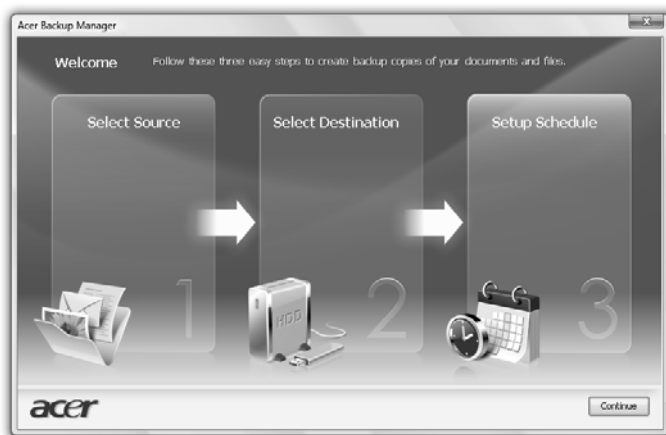 Acer Backup Manager
Welcome
Follow these three easy steps to create backup copies of your documents and files.
Select Source
Select Destination
Setup Schedule
1
HDD
2
3
acer
Continue